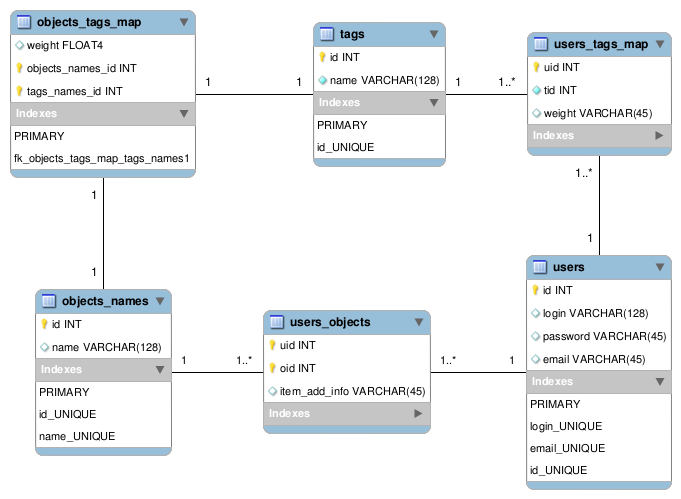 objects_tags_map
weight FLOAT4
objects_names_id INT
tags_names_id INT
Indexes
PRIMARY
fk_objects_tags_map_tags_names1
1
1
tags
id INT
name VARCHAR(128)
Indexes
PRIMARY
id_UNIQUE
1
1..*
users_tags_map
uid INT
tid INT
weight VARCHAR(45)
Indexes
1
1
1..*
1
objects_names
id INT
name VARCHAR(128)
Indexes
PRIMARY
id_UNIQUE
name_UNIQUE
1
1..*
users_objects
uid INT
oid INT
item_add_info VARCHAR(45)
Indexes
1..*
1
users
id INT
login VARCHAR(128)
password VARCHAR(45)
email VARCHAR(45)
Indexes
PRIMARY
login_UNIQUE
email_UNIQUE
id_UNIQUE